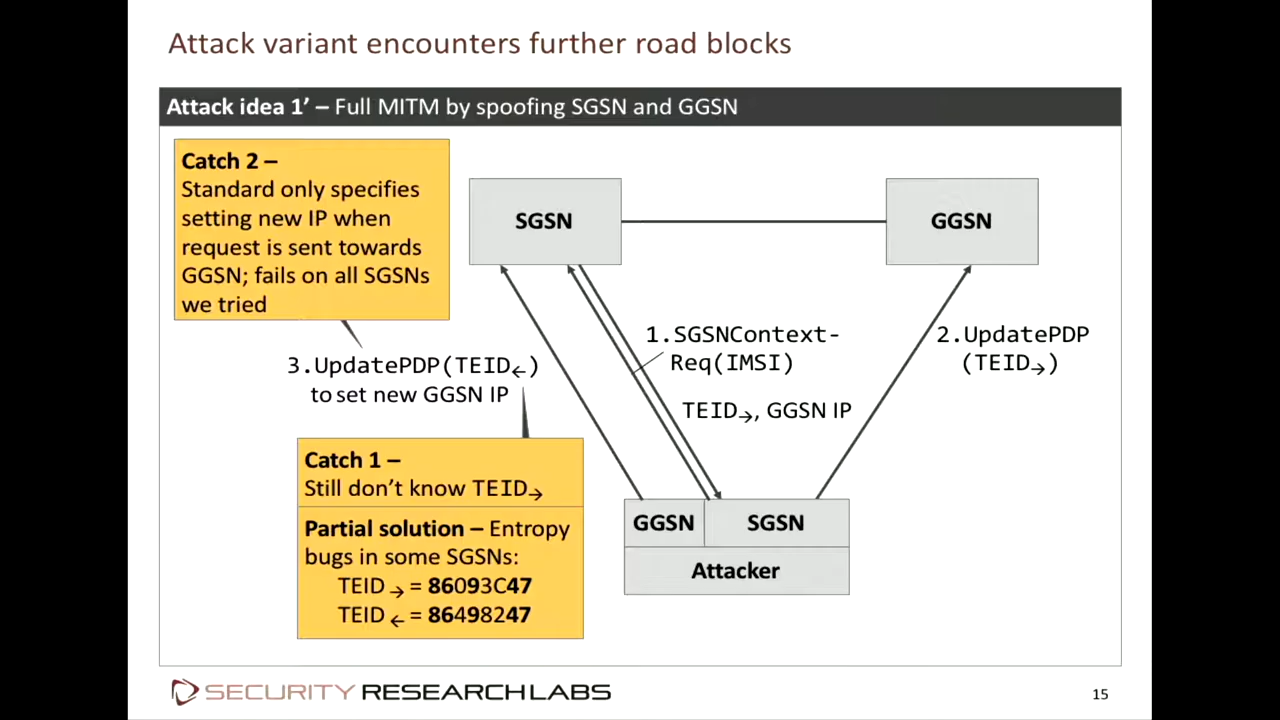 Attack variant encounters further road blocks
Attack idea 1’ – Full MITM by spoofing SGSN and GGSN
Catch 2 –
Standard only specifies
setting new IP when
request is sent towards
GGSN; fails on all SGSNs
we tried
SGSN
GGSN
1.SGSNContext-
Req(IMSI)
2.UpdatePDP
(TEID→)
3.UpdatePDP(TEID←)
to set new GGSN IP
TEID→, GGSN IP
Catch 1 –
Still don’t know TEID→
Partial solution – Entropy
bugs in some SGSNs:
TEID → = 86093C47
TEID ← = 86498247
GGSN
SGSN
Attacker
SECURITY RESEARCH LABS
15